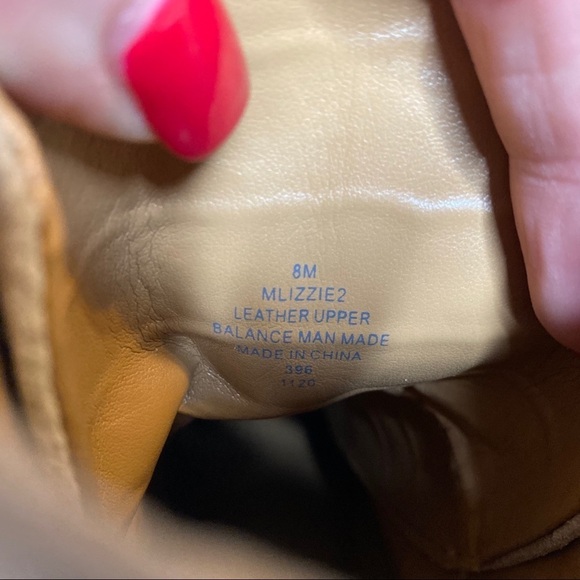 8M
MLIZZIE2
LEATHER UPPER
BALANCE MAN MADE
MADE IN CHINA
396
1120